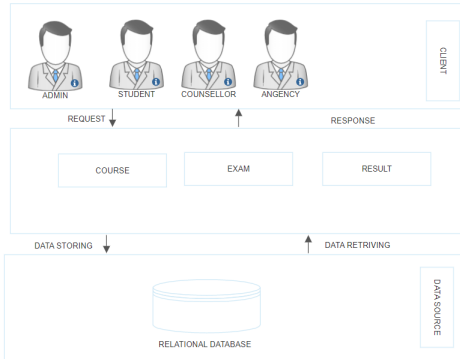 ADMIN
STUDENT
COUNSELLOR
ANGENCY
CLIENT
REQUEST
RESPONSE
COURSE
EXAM
RESULT
DATA STORING
DATA RETRIVING
DATA SOURCE
RELATIONAL DATABASE